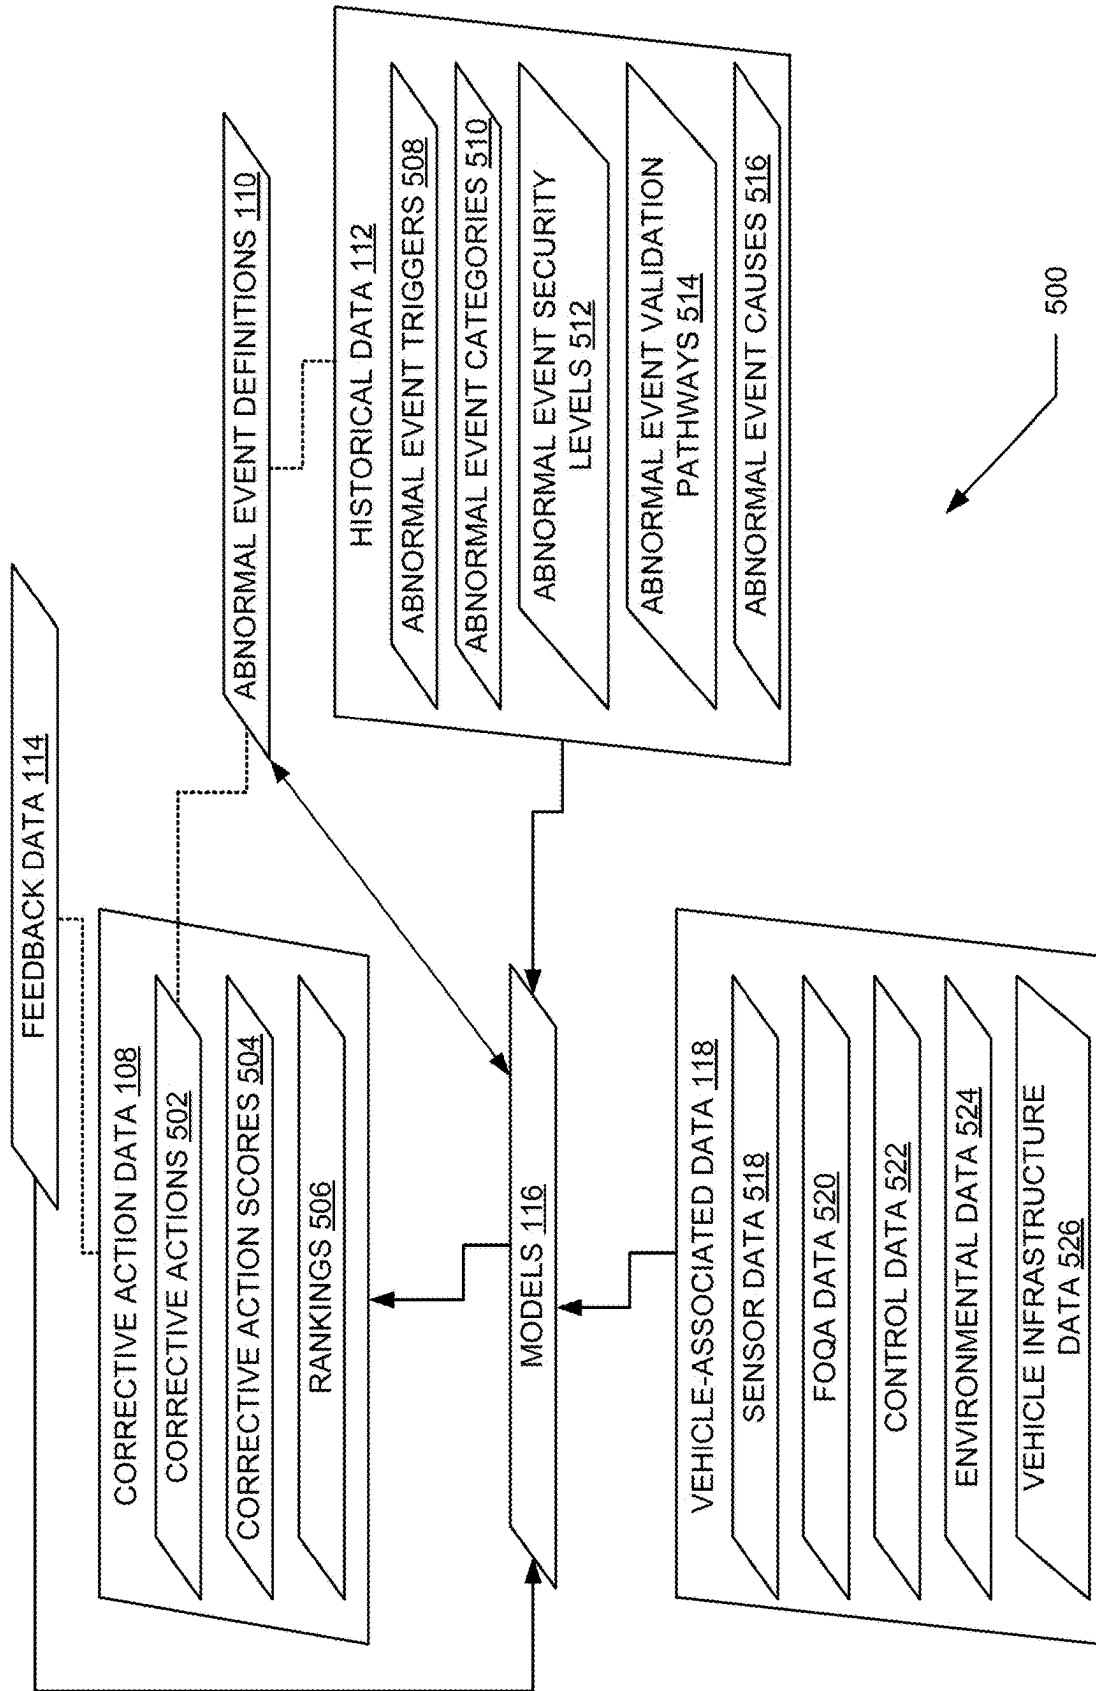 FEEDBACK DATA 114
CORRECTIVE ACTION DATA 108
CORRECTIVE ACTIONS 502
CORRECTIVE ACTION SCORES 504
RANKINGS 506
ABNORMAL EVENT DEFINITIONS 110
HISTORICAL DATA 112
ABNORMAL EVENT TRIGGERS 508
ABNORMAL EVENT CATEGORIES 510
ABNORMAL EVENT SECURITY
LEVELS 512
ABNORMAL EVENT VALIDATION
PATHWAYS 514
ABNORMAL EVENT CAUSES 516
MODELS 116
VEHICLE-ASSOCIATED DATA 118
SENSOR DATA 518
FOQA DATA 520
CONTROL DATA 522
ENVIRONMENTAL DATA 524
VEHICLE INFRASTRUCTURE
DATA 526
500